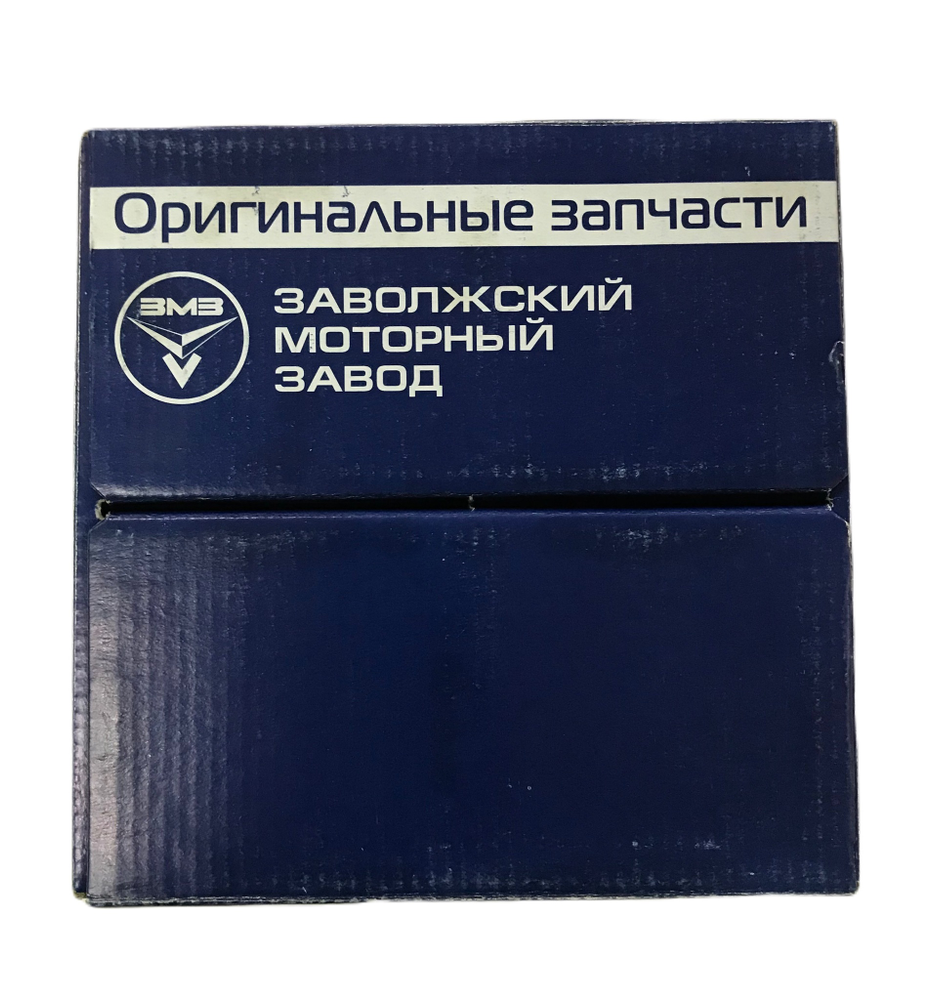 Оригинальные запчасти
ЗМЗ
ЗАВОЛЖСКИЙ
МОТОРНЫЙ
ЗАВОД